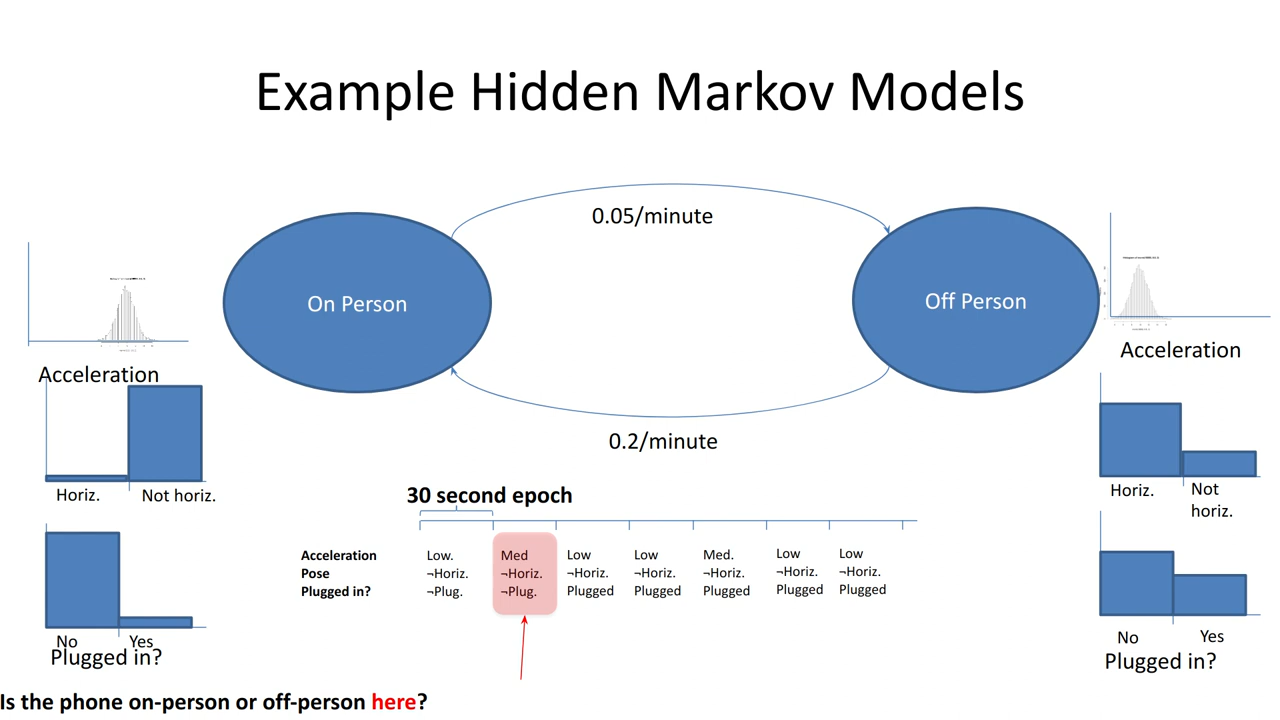 Example Hidden Markov Models
0.05/minute
On Person
Off Person
Acceleration
Acceleration
0.2/minute
Horiz.
Not horiz.
Horiz.
Not
horiz.
30 second epoch
Acceleration Low. Med Low Low Med. Low Low
Pose ¬Horiz. ¬Horiz. ¬Horiz. ¬Horiz. ¬Horiz. ¬Horiz. ¬Horiz.
Plugged in? ¬Plug. ¬Plug. Plugged Plugged Plugged Plugged Plugged
No Yes
Plugged in?
No Yes
Plugged in?
Is the phone on-person or off-person here?